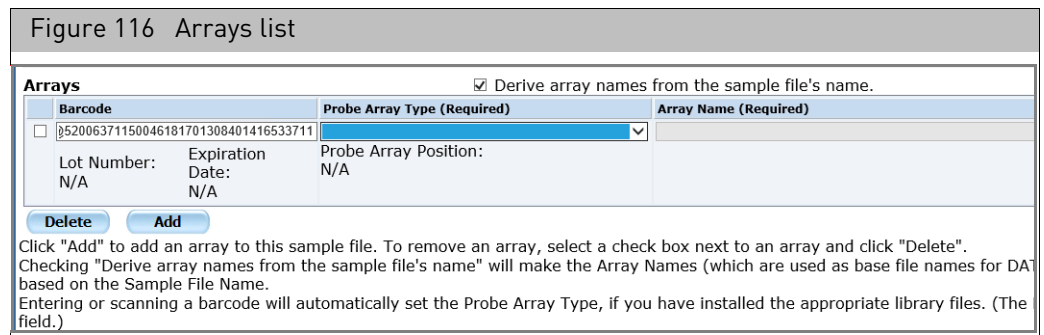 Figure 116 Arrays list
Arrays
Derive array names from the sample file's name.
Barcode Probe Array Type (Required) Array Name (Required)
52006371150046181701308401416533711
Lot Number: N/A
Expiration Date: N/A
Probe Array Position: N/A
Delete Add
Click "Add" to add an array to this sample file. To remove an array, select a check box next to an array and click "Delete".
Checking "Derive array names from the sample file's name" will make the Array Names (which are used as base file names for DAT
based on the Sample File Name.
Entering or scanning a barcode will automatically set the Probe Array Type, if you have installed the appropriate library files. (The
field.)